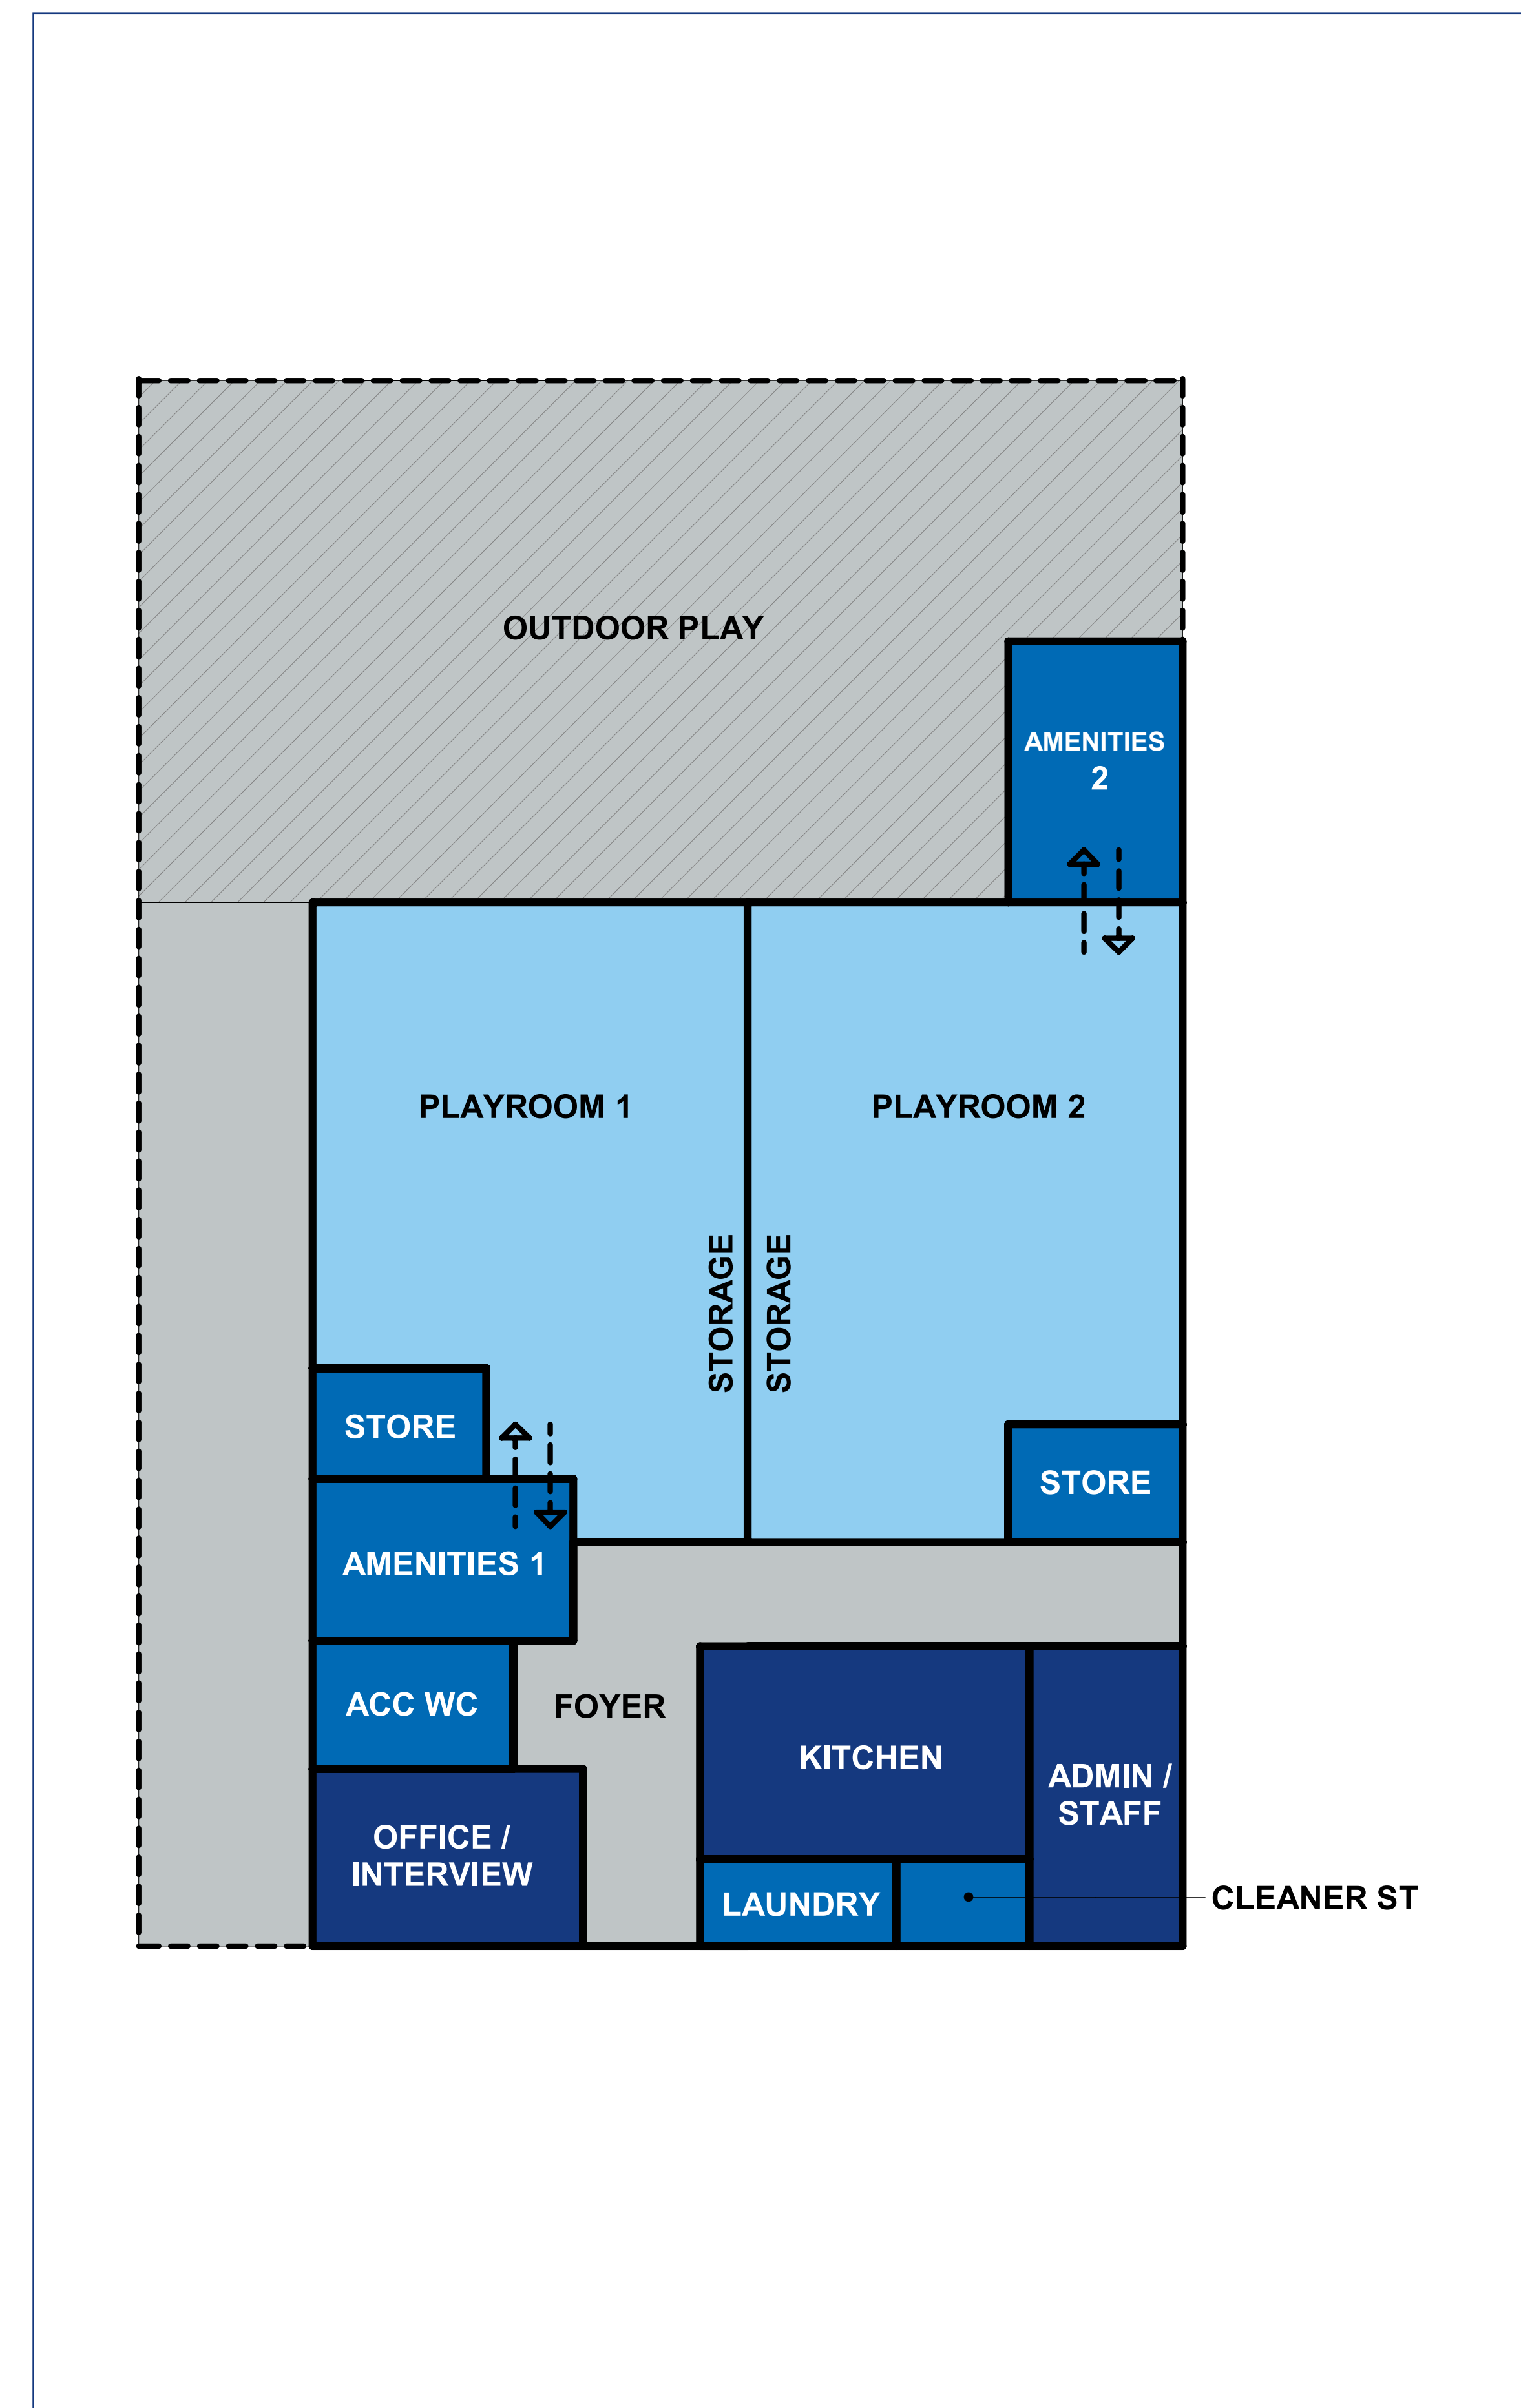 OUTDOOR PLAY
AMENITIES
2
PLAYROOM 1
PLAYROOM 2
STORAGE
STORAGE
STORE
STORE
AMENITIES 1
ACC WC
FOYER
KITCHEN
ADMIN /
STAFF
OFFICE /
INTERVIEW
LAUNDRY
CLEANER ST